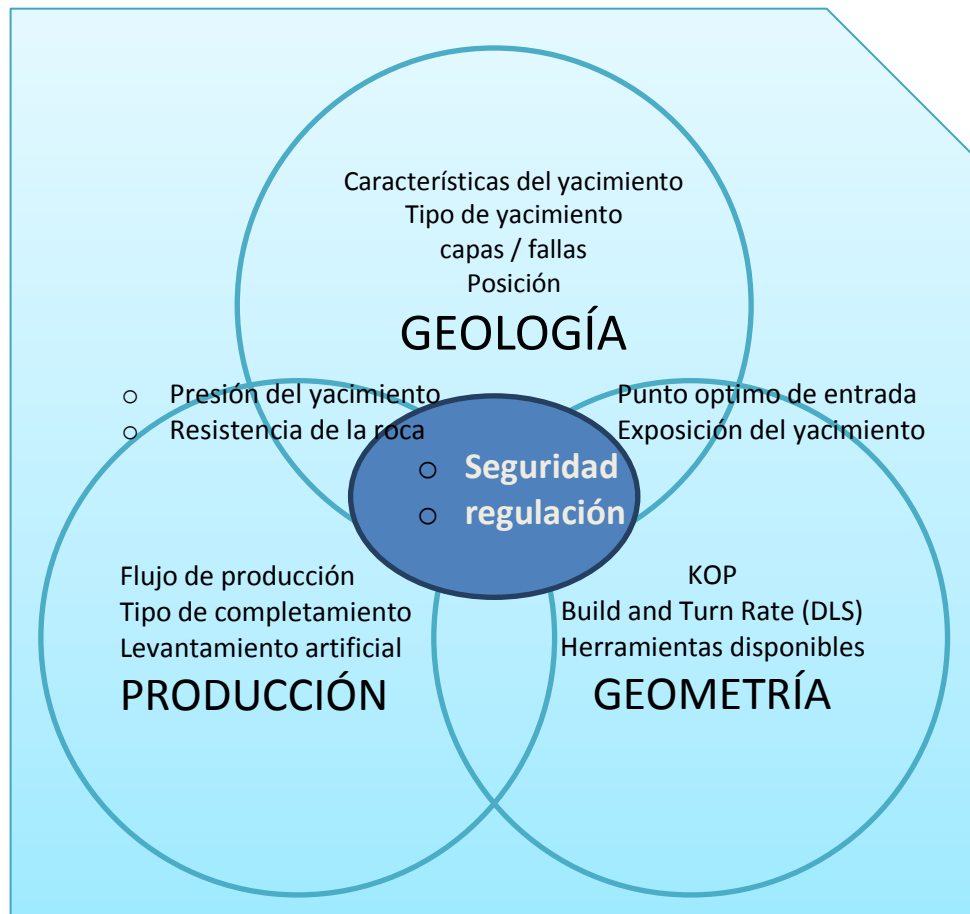 Características del yacimiento
Tipo de yacimiento
capas / fallas
Posición
GEOLOGÍA
o Presión del yacimiento
o Resistencia de la roca
Punto optimo de entrada
Exposición del yacimiento
o Seguridad
o regulación
Flujo de producción
Tipo de completamiento
Levantamiento artificial
PRODUCCIÓN
KOP
Build and Turn Rate (DLS)
Herramientas disponibles
GEOMETRÍA